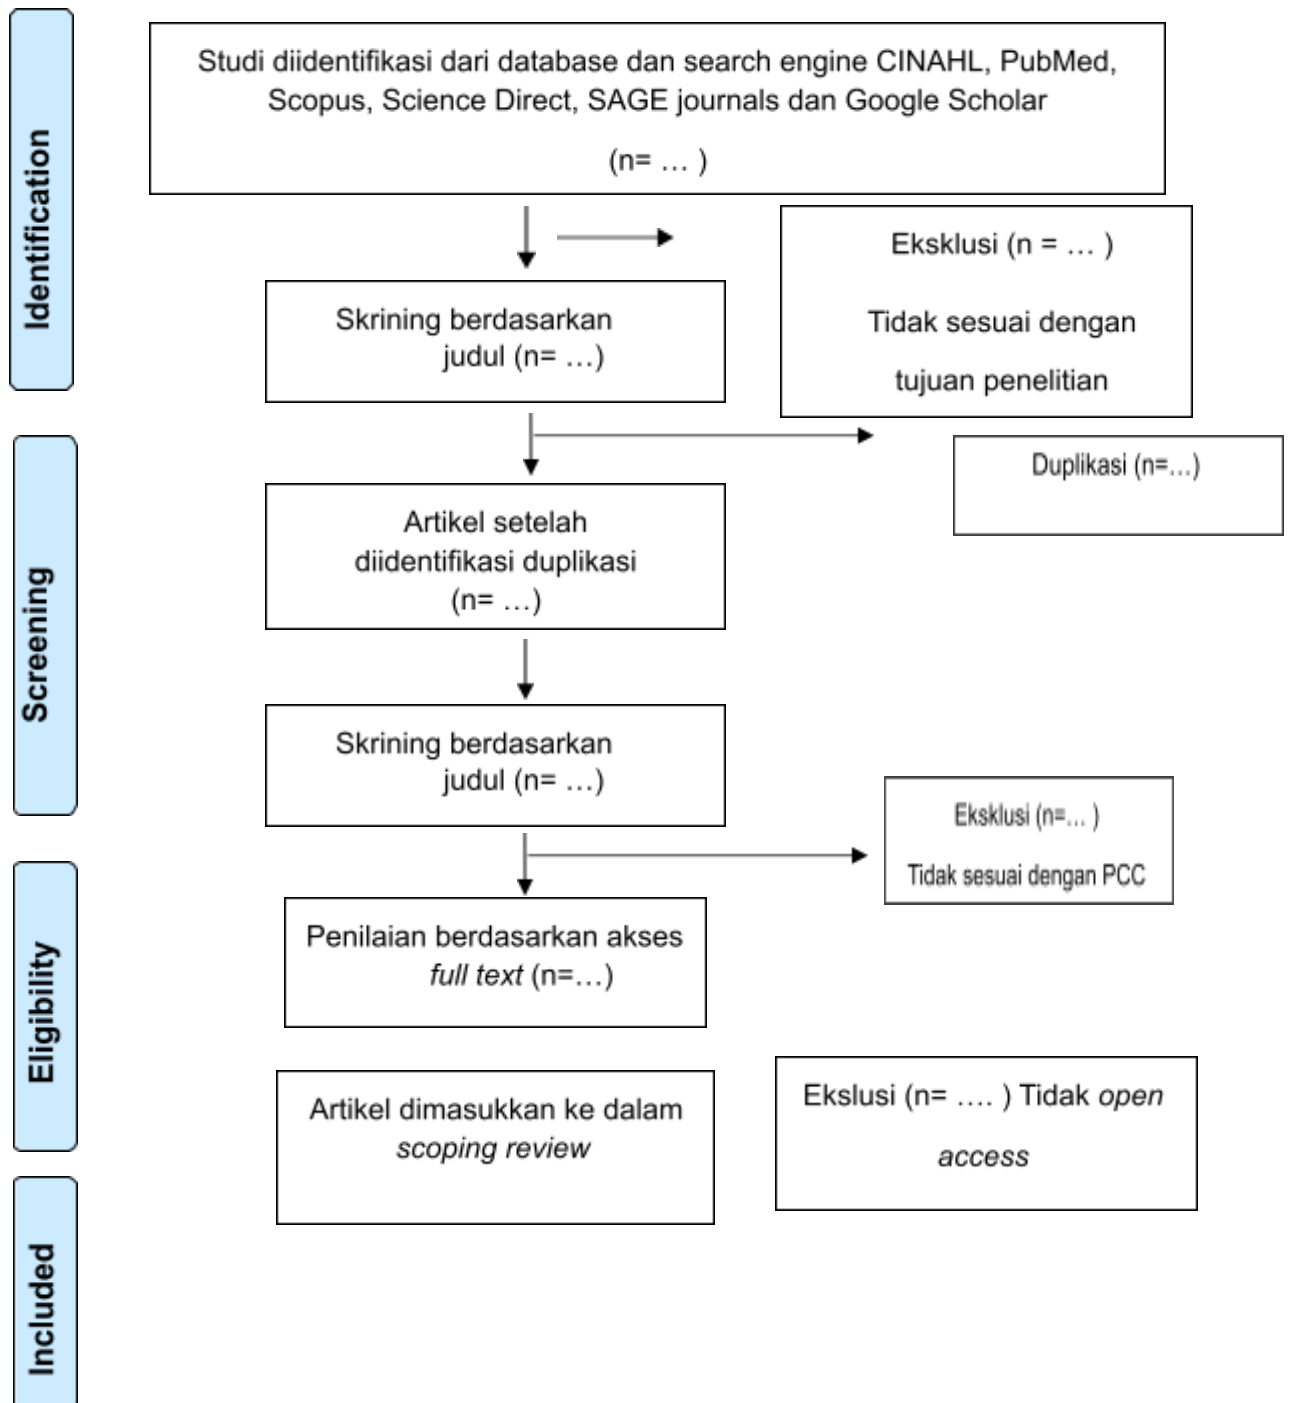 Identification
Studi diidentifikasi dari database dan search engine CINAHL, PubMed,
Scopus, Science Direct, SAGE journals dan Google Scholar
(n= … )
Eksklusi (n = … )
Tidak sesuai dengan
tujuan penelitian
Skrining berdasarkan
judul (n= …)
Screening
Duplikasi (n=…)
Artikel setelah
diidentifikasi duplikasi
(n= …)
Skrining berdasarkan
judul (n= …)
Eksklusi (n=… )
Tidak sesuai dengan PCC
Eligibility
Penilaian berdasarkan akses
full text (n=…)
Artikel dimasukkan ke dalam
scoping review
Ekslusi (n= …. ) Tidak open
access
Included